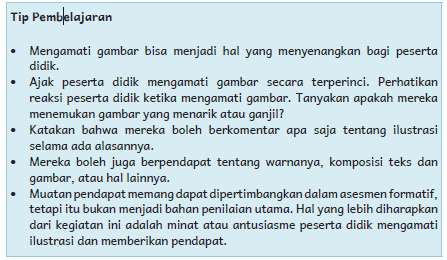 Tip Pembelajaran
• Mengamati gambar bisa menjadi hal yang menyenangkan bagi peserta
didik.
• Ajak peserta didik mengamati gambar secara terperinci. Perhatikan
reaksi peserta didik ketika mengamati gambar. Tanyakan apakah mereka
menemukan gambar yang menarik atau ganjil?
• Katakan bahwa mereka boleh berkomentar apa saja tentang ilustrasi
selama ada alasannya.
• Mereka boleh juga berpendapat tentang warnanya, komposisi teks dan
gambar, atau hal lainnya.
• Muatan pendapat memang dapat dipertimbangkan dalam asesmen formatif,
tetapi itu bukan menjadi bahan penilaian utama. Hal yang lebih diharapkan
dari kegiatan ini adalah minat atau antusiasme peserta didik mengamati
ilustrasi dan memberikan pendapat.